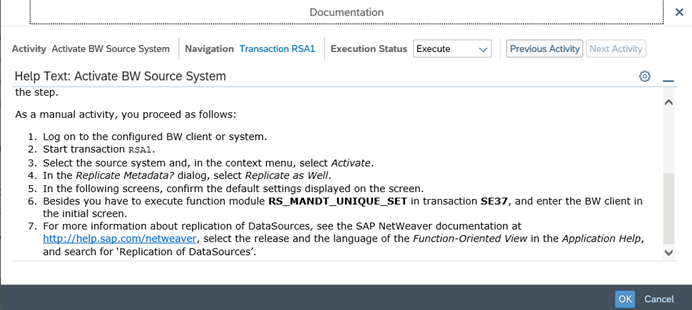 Documentation
Activity Activate BW Source System Navigation Transaction RSA1 Execution Status Execute Previous Activity Next Activity
Help Text: Activate BW Source System
the step.
As a manual activity, you proceed as follows:
1. Log on to the configured BW client or system.
2. Start transaction RSA1.
3. Select the source system and, in the context menu, select Activate.
4. In the Replicate Metadata? dialog, select Replicate as Well.
5. In the following screens, confirm the default settings displayed on the screen.
6. Besides you have to execute function module RS_MANDT_UNIQUE_SET in transaction SE37, and enter the BW client in
the initial screen.
7. For more information about replication of DataSources, see the SAP NetWeaver documentation at
http://help.sap.com/netweaver, select the release and the language of the Function-Oriented View in the Application Help,
and search for ‘Replication of DataSources’.
OK Cancel